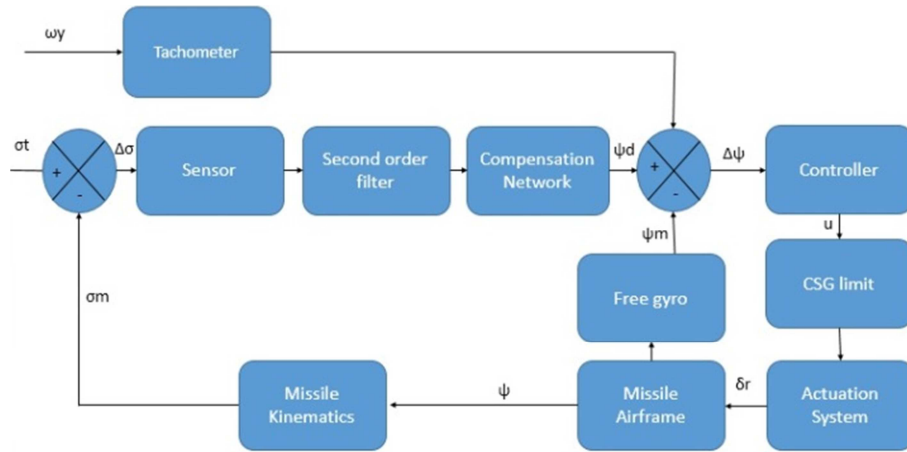 ωy
Tachometer
σt
+
-
Δσ
Sensor
Second order
filter
Compensation
Network
ψd
+
-
Δψ
Controller
ψm
u
Free gyro
CSG limit
σm
Missile
Kinematics
ψ
Missile
Airframe
δr
Actuation
System